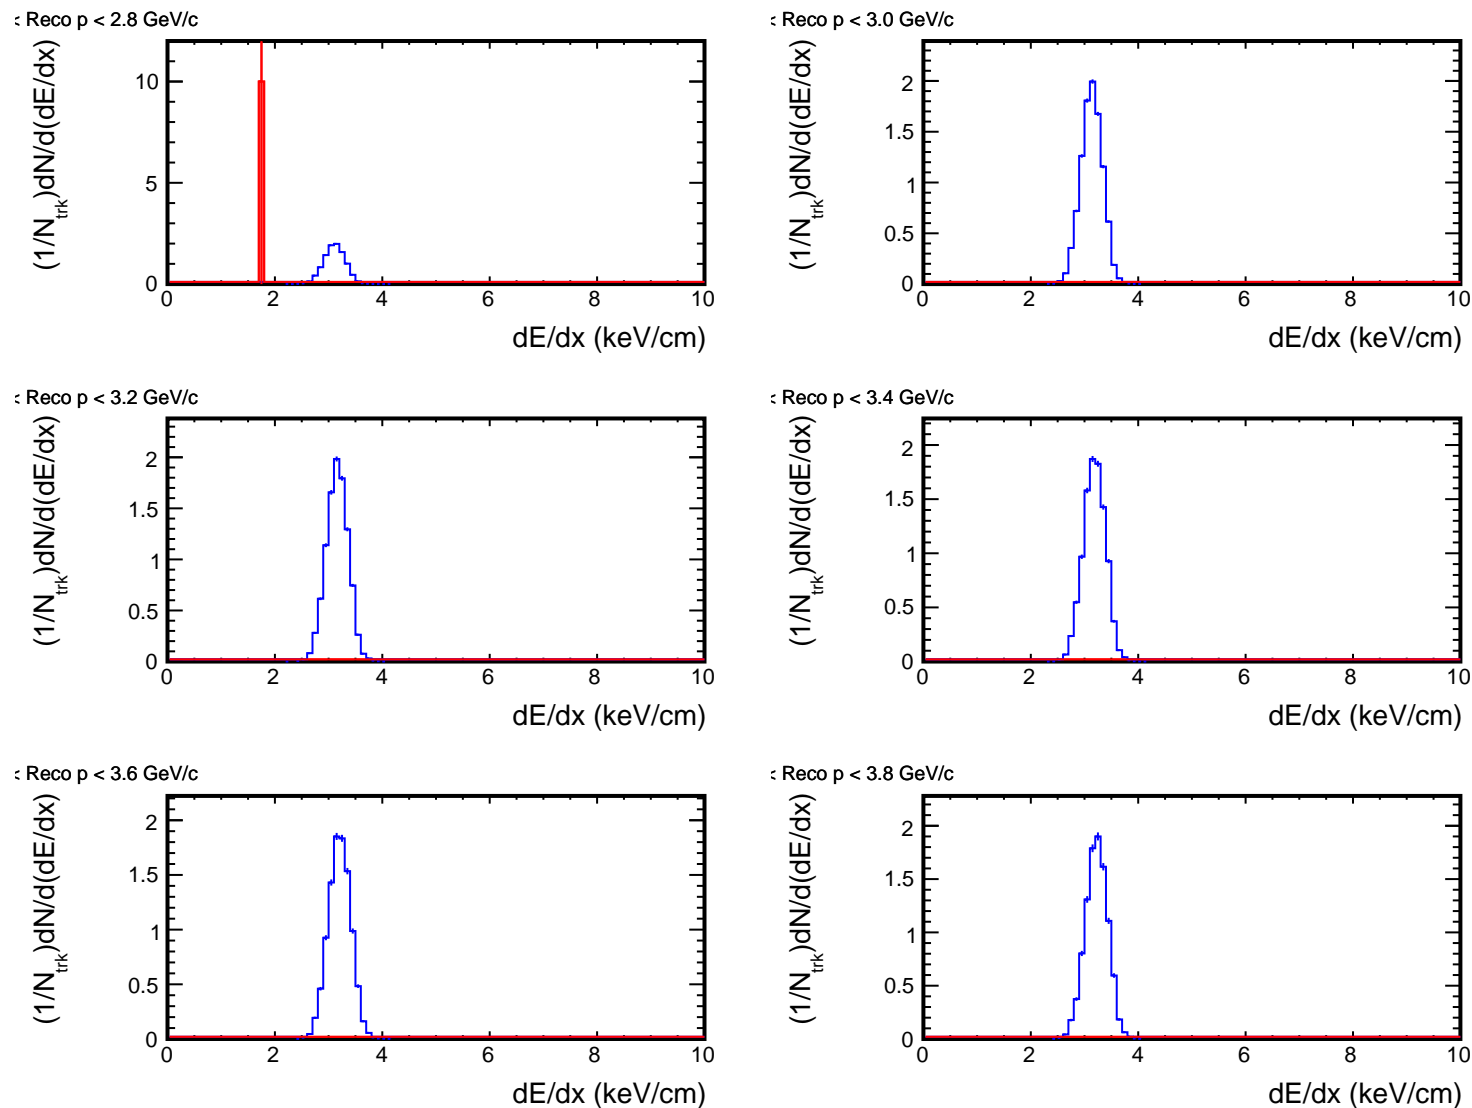 < Reco p < 2.8 GeV/c
(1/N_trk)dN/d(dE/dx)
10
5
0
0 2 4 6 8 10
dE/dx (keV/cm)
< Reco p < 3.0 GeV/c
(1/N_trk)dN/d(dE/dx)
2
1.5
1
0.5
0
0 2 4 6 8 10
dE/dx (keV/cm)
< Reco p < 3.2 GeV/c
(1/N_trk)dN/d(dE/dx)
2
1.5
1
0.5
0
0 2 4 6 8 10
dE/dx (keV/cm)
< Reco p < 3.4 GeV/c
(1/N_trk)dN/d(dE/dx)
2
1.5
1
0.5
0
0 2 4 6 8 10
dE/dx (keV/cm)
< Reco p < 3.6 GeV/c
(1/N_trk)dN/d(dE/dx)
2
1.5
1
0.5
0
0 2 4 6 8 10
dE/dx (keV/cm)
< Reco p < 3.8 GeV/c
(1/N_trk)dN/d(dE/dx)
2
1.5
1
0.5
0
0 2 4 6 8 10
dE/dx (keV/cm)